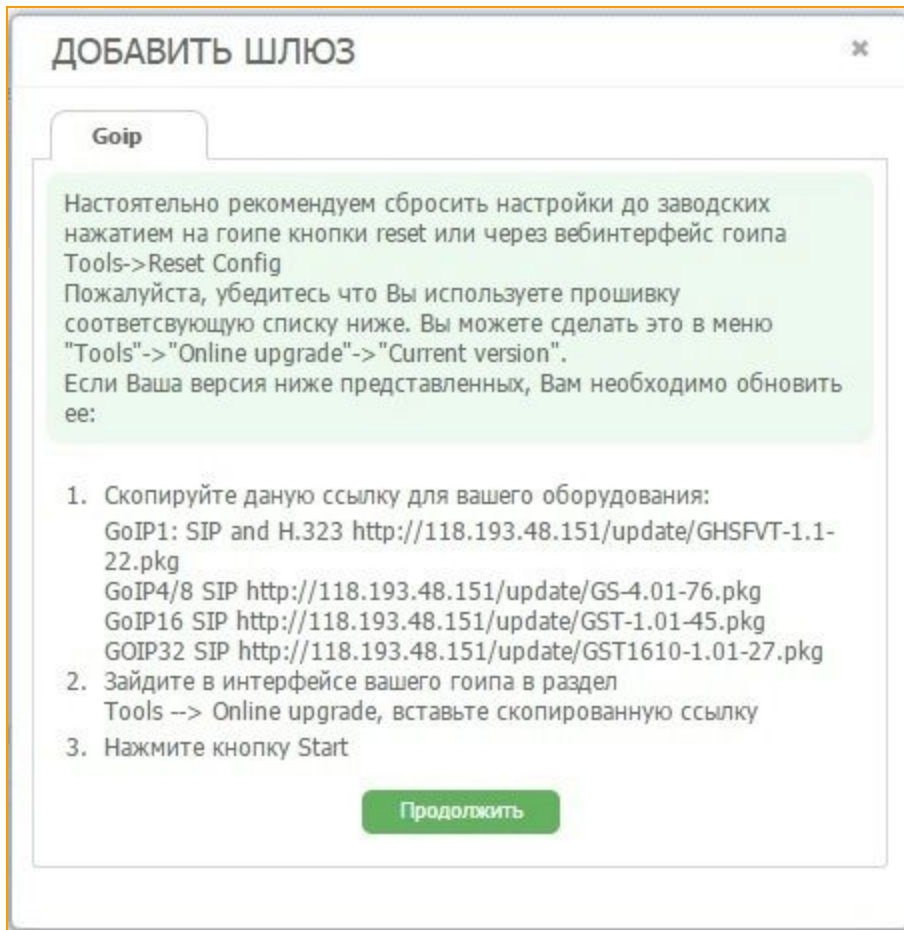 ДОБАВИТЬ ШЛЮЗ
Goip
Настоятельно рекомендуем сбросить настройки до заводских
нажатием на гоипе кнопки reset или через вебинтерфейс гоипа
Tools->Reset Config
Пожалуйста, убедитесь что Вы используете прошивку
соответсвующую списку ниже. Вы можете сделать это в меню
"Tools"->"Online upgrade"->"Current version".
Если Ваша версия ниже представленных, Вам необходимо обновить
ее:
1. Скопируйте даную ссылку для вашего оборудования:
GoIP1: SIP and H.323 http://118.193.48.151/update/GHSFVT-1.1-
22.pkg
GoIP4/8 SIP http://118.193.48.151/update/GS-4.01-76.pkg
GoIP16 SIP http://118.193.48.151/update/GST-1.01-45.pkg
GOIP32 SIP http://118.193.48.151/update/GST1610-1.01-27.pkg
2. Зайдите в интерфейсе вашего гоипа в раздел
Tools --> Online upgrade, вставьте скопированную ссылку
3. Нажмите кнопку Start
Продолжить